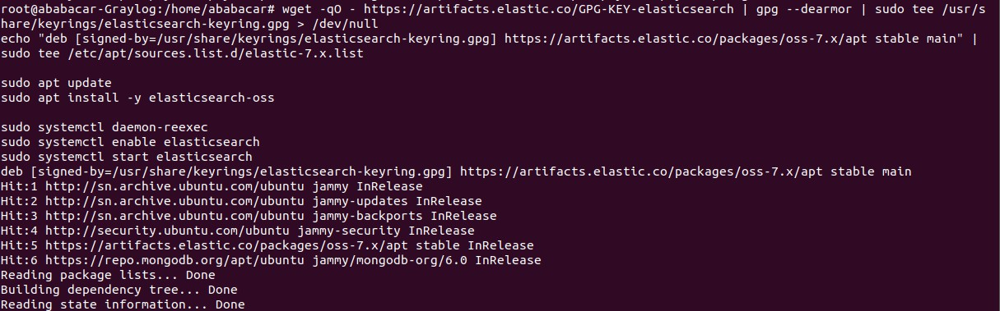 root@ababacar-Graylog:/home/ababacar# wget -qO - https://artifacts.elastic.co/GPG-KEY-elasticsearch | gpg --dearmor | sudo tee /usr/s
hare/keyrings/elasticsearch-keyring.gpg > /dev/null
echo "deb [signed-by=/usr/share/keyrings/elasticsearch-keyring.gpg] https://artifacts.elastic.co/packages/oss-7.x/apt stable main" |
sudo tee /etc/apt/sources.list.d/elastic-7.x.list
sudo apt update
sudo apt install -y elasticsearch-oss
sudo systemctl daemon-reexec
sudo systemctl enable elasticsearch
sudo systemctl start elasticsearch
deb [signed-by=/usr/share/keyrings/elasticsearch-keyring.gpg] https://artifacts.elastic.co/packages/oss-7.x/apt stable main
Hit:1 http://sn.archive.ubuntu.com/ubuntu jammy InRelease
Hit:2 http://sn.archive.ubuntu.com/ubuntu jammy-updates InRelease
Hit:3 http://sn.archive.ubuntu.com/ubuntu jammy-backports InRelease
Hit:4 http://security.ubuntu.com/ubuntu jammy-security InRelease
Hit:5 https://artifacts.elastic.co/packages/oss-7.x/apt stable InRelease
Hit:6 https://repo.mongodb.org/apt/ubuntu jammy/mongodb-org/6.0 InRelease
Reading package lists... Done
Building dependency tree... Done
Reading state information... Done